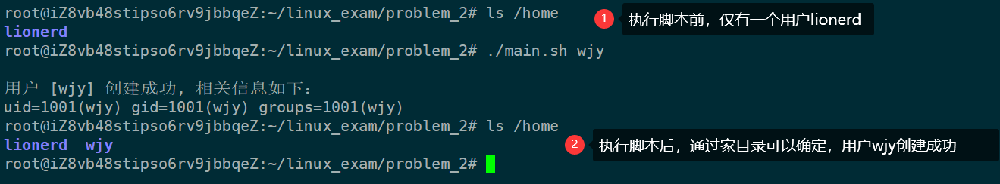 root@iZ8vb48stipso6rv9jbbqeZ:~/linux_exam/problem_2# ls /home
1 执行脚本前，仅有一个用户lionerd
lionerd
root@iZ8vb48stipso6rv9jbbqeZ:~/linux_exam/problem_2# ./main.sh wjy
用户 [wjy] 创建成功, 相关信息如下:
uid=1001(wjy) gid=1001(wjy) groups=1001(wjy)
root@iZ8vb48stipso6rv9jbbqeZ:~/linux_exam/problem_2# ls /home
lionerd wjy
2 执行脚本后，通过家目录可以确定，用户wjy创建成功
root@iZ8vb48stipso6rv9jbbqeZ:~/linux_exam/problem_2#